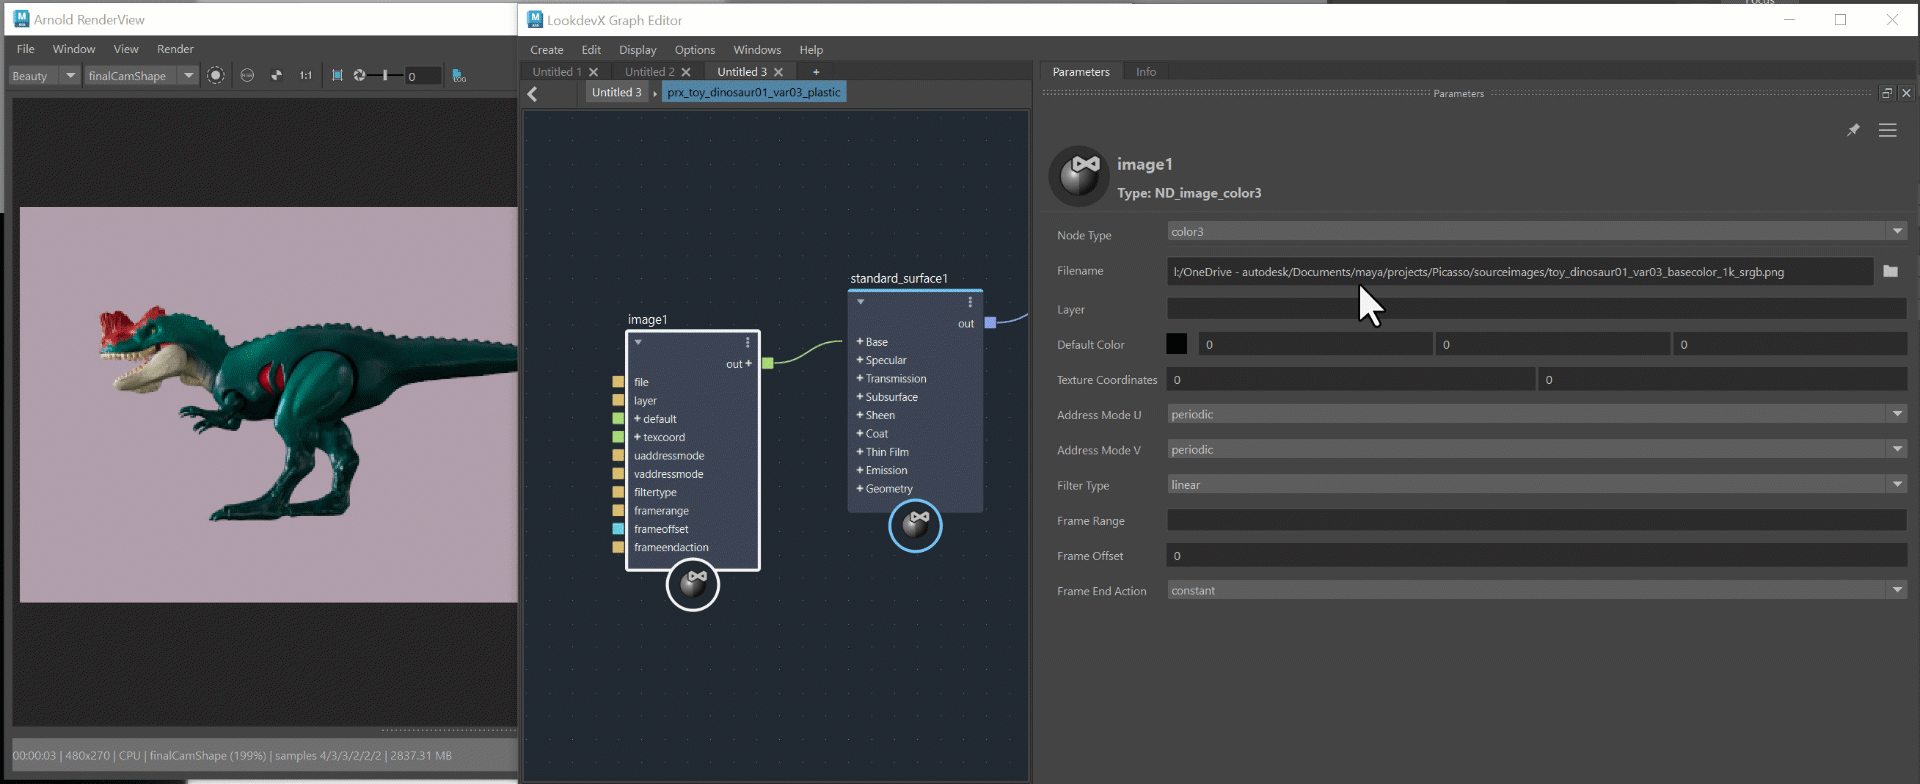 Arnold RenderView
File Window View Render
Beauty finalCamShape 1:1 0 LOG
00:00:03 | 480x270 | CPU | finalCamShape (199%) | samples 4/3/3/2/2/2 | 2837.31 MB
LookdevX Graph Editor
Create Edit Display Options Windows Help
Untitled 1 Untitled 2 Untitled 3 +
Untitled 3 prx_toy_dinosaur01_var03_plastic
image1
out +
file
layer
+ default
+ texcoord
uaddressmode
vaddressmode
filtertype
framerange
frameoffset
frameendaction
standard_surface1
out
+ Base
+ Specular
+ Transmission
+ Subsurface
+ Sheen
+ Coat
+ Thin Film
+ Emission
+ Geometry
Parameters Info
Parameters
image1
Type: ND_image_color3
Node Type color3
Filename I:/OneDrive - autodesk/Documents/maya/projects/Picasso/sourceimages/toy_dinosaur01_var03_basecolor_1k_srgb.png
Layer
Default Color 0 0 0
Texture Coordinates 0 0
Address Mode U periodic
Address Mode V periodic
Filter Type linear
Frame Range
Frame Offset 0
Frame End Action constant